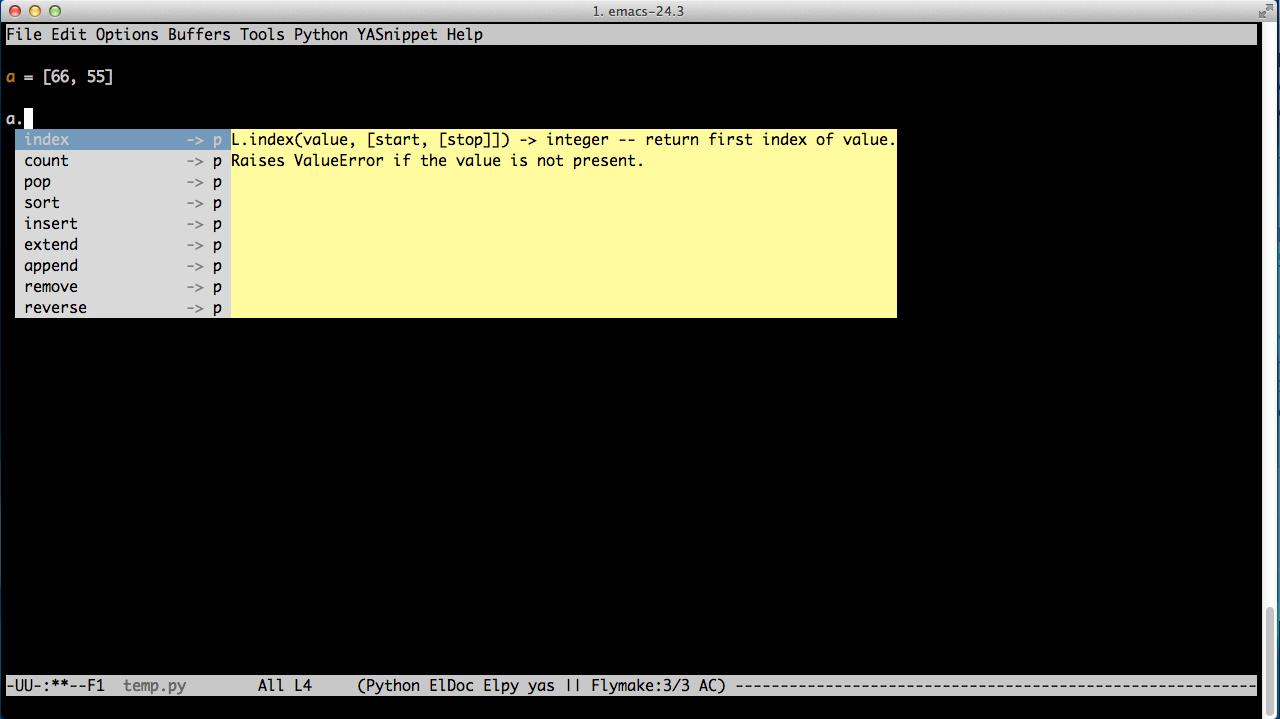 1. emacs-24.3
File Edit Options Buffers Tools Python YASnippet Help
a = [66, 55]
a.
index -> p L.index(value, [start, [stop]]) -> integer -- return first index of value.
count -> p Raises ValueError if the value is not present.
pop -> p
sort -> p
insert -> p
extend -> p
append -> p
remove -> p
reverse -> p
-UU-:**--F1  temp.py        All L4     (Python ElDoc Elpy yas || Flymake:3/3 AC) ----------------------------------------------------------